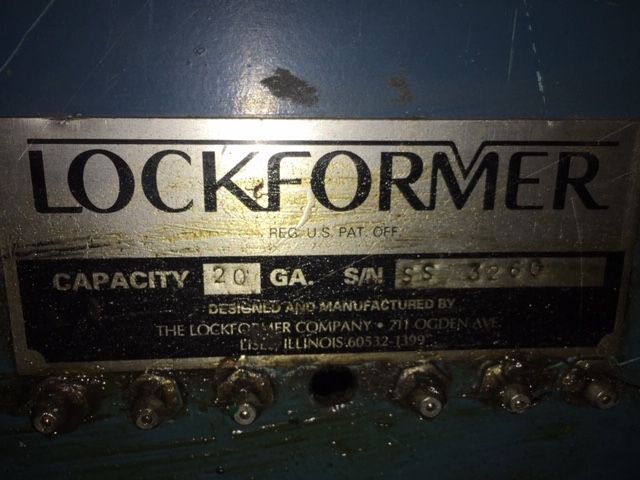 LOCKFORMER
REG. U.S. PAT. OFF.
CAPACITY 20 GA. S/N SS 3260
DESIGNED AND MANUFACTURED BY
THE LOCKFORMER COMPANY • 711 OGDEN AVE.
LISLE, ILLINOIS 60532-1399